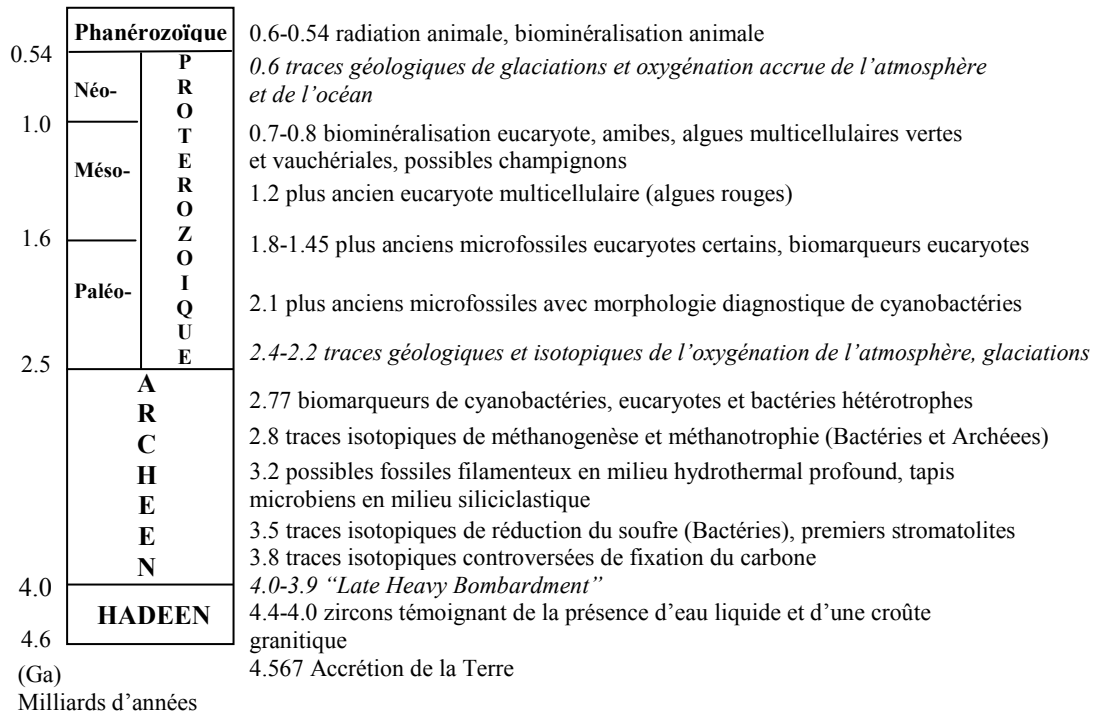 Phanérozoïque
0.6-0.54 radiation animale, biominéralisation animale
0.54
P
R
O
T
E
R
O
Z
O
I
Q
U
E
Néo-
0.6 traces géologiques de glaciations et oxygénation accrue de l’atmosphère
et de l’océan
1.0
0.7-0.8 biominéralisation eucaryote, amibes, algues multicellulaires vertes
et vauchériales, possibles champignons
Méso-
1.2 plus ancien eucaryote multicellulaire (algues rouges)
1.6
1.8-1.45 plus anciens microfossiles eucaryotes certains, biomarqueurs eucaryotes
Paléo-
2.1 plus anciens microfossiles avec morphologie diagnostique de cyanobactéries
2.4-2.2 traces géologiques et isotopiques de l’oxygénation de l’atmosphère, glaciations
2.5
A
R
C
H
E
E
N
2.77 biomarqueurs de cyanobactéries, eucaryotes et bactéries hétérotrophes
2.8 traces isotopiques de méthanogenèse et méthanotrophie (Bactéries et Archéees)
3.2 possibles fossiles filamenteux en milieu hydrothermal profound, tapis
microbiens en milieu siliciclastique
3.5 traces isotopiques de réduction du soufre (Bactéries), premiers stromatolites
3.8 traces isotopiques controversées de fixation du carbone
4.0
4.0-3.9 “Late Heavy Bombardment”
HADEEN
4.4-4.0 zircons témoignant de la présence d’eau liquide et d’une croûte
granitique
4.6
4.567 Accrétion de la Terre
(Ga)
Milliards d’années